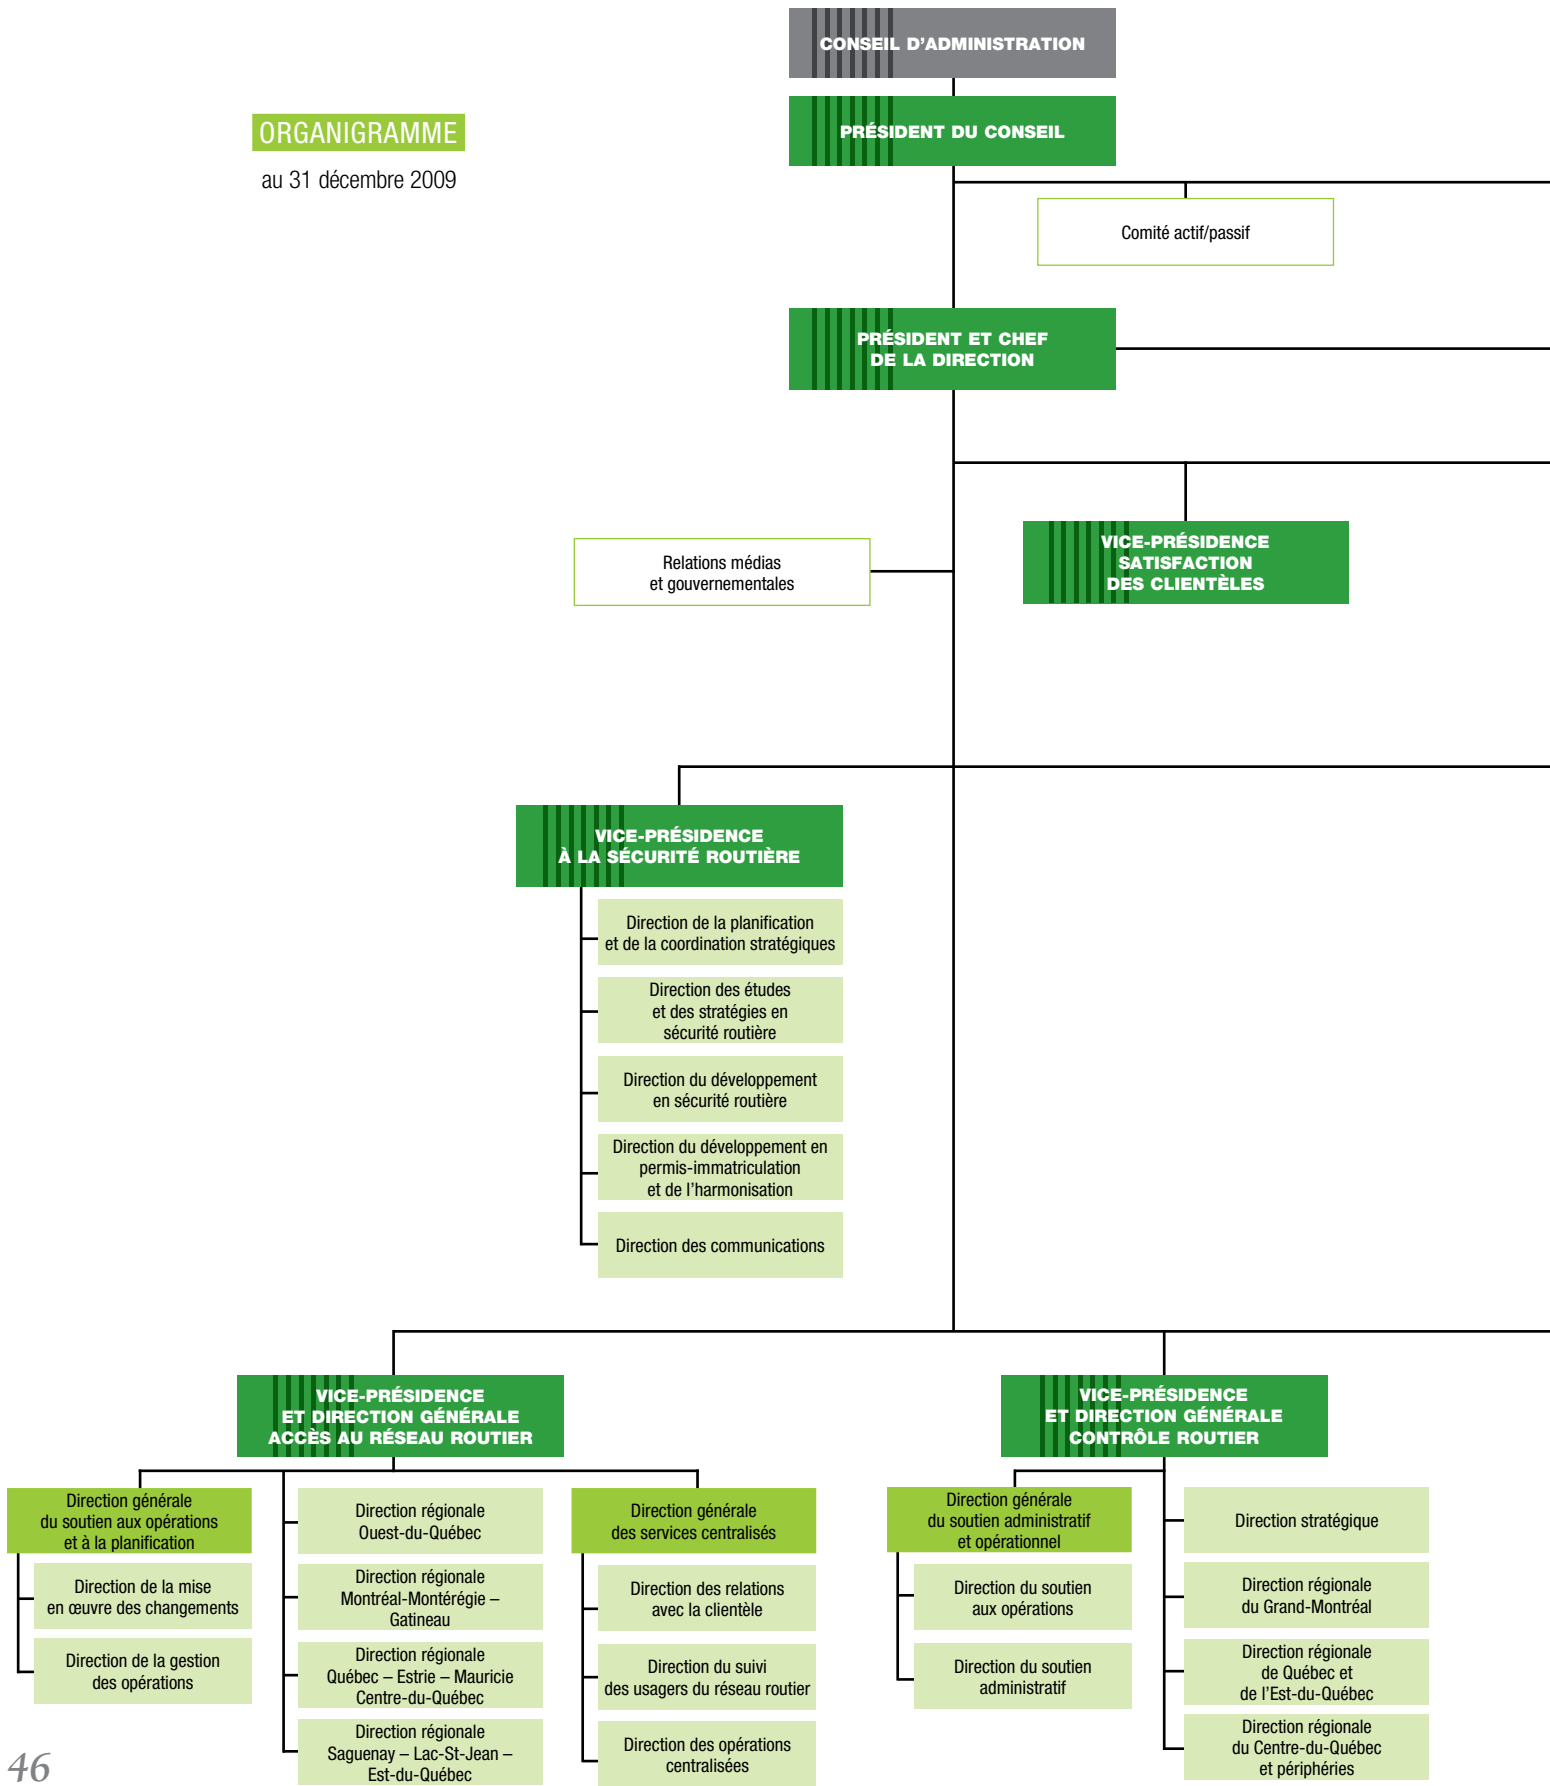 CONSEIL D'ADMINISTRATION
PRÉSIDENT DU CONSEIL
ORGANIGRAMME
au 31 décembre 2009
Comité actif/passif
PRÉSIDENT ET CHEF
DE LA DIRECTION
Relations médias
et gouvernementales
VICE-PRÉSIDENCE
SATISFACTION
DES CLIENTÈLES
VICE-PRÉSIDENCE
À LA SÉCURITÉ ROUTIÈRE
Direction de la planification
et de la coordination stratégiques
Direction des études
et des stratégies en
sécurité routière
Direction du développement
en sécurité routière
Direction du développement en
permis-immatriculation
et de l'harmonisation
Direction des communications
VICE-PRÉSIDENCE
ET DIRECTION GÉNÉRALE
ACCÈS AU RÉSEAU ROUTIER
Direction générale
du soutien aux opérations
et à la planification
Direction de la mise
en œuvre des changements
Direction de la gestion
des opérations
Direction régionale
Ouest-du-Québec
Direction régionale
Montréal-Montérégie –
Gatineau
Direction régionale
Québec – Estrie – Mauricie
Centre-du-Québec
Direction régionale
Saguenay – Lac-St-Jean –
Est-du-Québec
Direction générale
des services centralisés
Direction des relations
avec la clientèle
Direction du suivi
des usagers du réseau routier
Direction des opérations
centralisées
VICE-PRÉSIDENCE
ET DIRECTION GÉNÉRALE
CONTRÔLE ROUTIER
Direction générale
du soutien administratif
et opérationnel
Direction du soutien
aux opérations
Direction du soutien
administratif
Direction stratégique
Direction régionale
du Grand-Montréal
Direction régionale
de Québec et
de l'Est-du-Québec
Direction régionale
du Centre-du-Québec
et périphéries
46